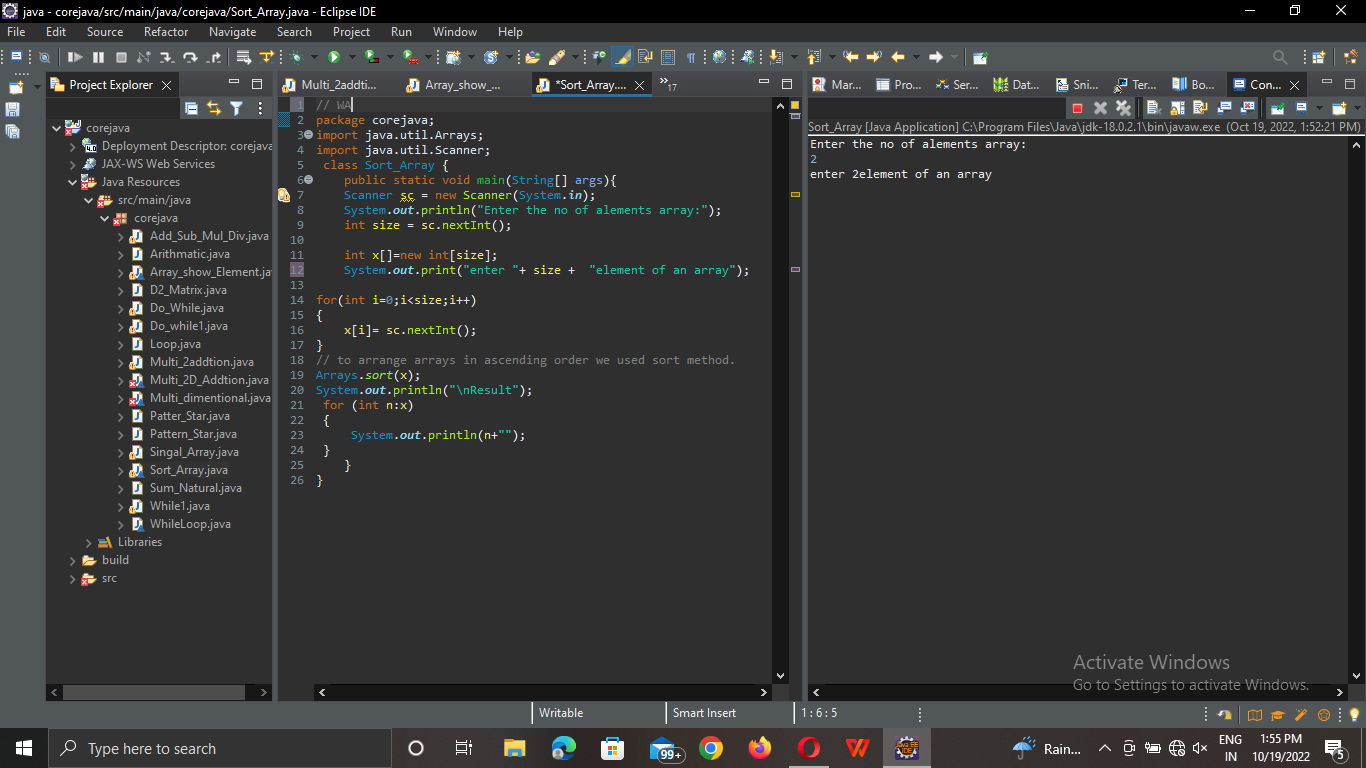 java - corejava/src/main/java/corejava/Sort_Array.java - Eclipse IDE
File Edit Source Refactor Navigate Search Project Run Window Help
Project Explorer
Multi_2addti... Array_show_... *Sort_Array.... 17
Mar... Pro... Ser... Dat... Sni... Ter... Bo... Con...
corejava
Deployment Descriptor: corejava
JAX-WS Web Services
Java Resources
src/main/java
corejava
Add_Sub_Mul_Div.java
Arithmatic.java
Array_show_Element.ja
D2_Matrix.java
Do_While.java
Do_while1.java
Loop.java
Multi_2addtion.java
Multi_2D_Addtion.java
Multi_dimentional.java
Patter_Star.java
Pattern_Star.java
Singal_Array.java
Sort_Array.java
Sum_Natural.java
While1.java
WhileLoop.java
Libraries
build
src
1 // WA
2 package corejava;
3 import java.util.Arrays;
4 import java.util.Scanner;
5 class Sort_Array {
6 public static void main(String[] args){
7 Scanner sc = new Scanner(System.in);
8 System.out.println("Enter the no of alements array:");
9 int size = sc.nextInt();
10
11 int x[]=new int[size];
12 System.out.print("enter "+ size + "element of an array");
13
14 for(int i=0;i<size;i++)
15 {
16 x[i]= sc.nextInt();
17 }
18 // to arrange arrays in ascending order we used sort method.
19 Arrays.sort(x);
20 System.out.println("\nResult");
21 for (int n:x)
22 {
23 System.out.println(n+"");
24 }
25 }
26 }
Sort_Array [Java Application] C:\Program Files\Java\jdk-18.0.2.1\bin\javaw.exe (Oct 19, 2022, 1:52:21 PM)
Enter the no of alements array:
2
enter 2element of an array
Activate Windows
Go to Settings to activate Windows.
Writable Smart Insert 1 : 6 : 5
Type here to search
99+
JAVA EE IDE
Rain...
ENG
IN
1:55 PM
10/19/2022
5